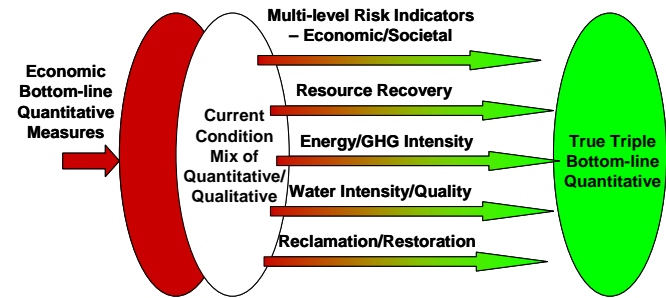 Multi-level Risk Indicators
– Economic/Societal
Economic
Bottom-line
Quantitative
Measures
Resource Recovery
Current
Condition
Mix of
Quantitative/
Qualitative
Energy/GHG Intensity
True Triple
Bottom-line
Quantitative
Water Intensity/Quality
Reclamation/Restoration